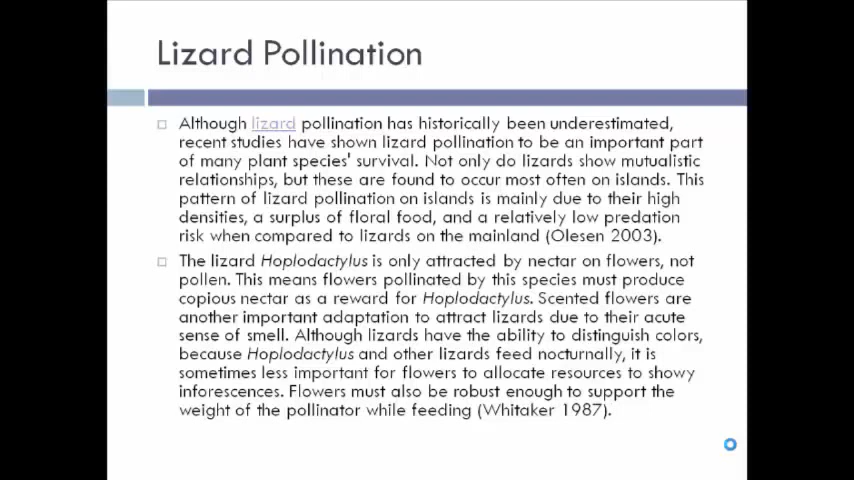 Lizard Pollination
Although lizard pollination has historically been underestimated,
recent studies have shown lizard pollination to be an important part
of many plant species' survival. Not only do lizards show mutualistic
relationships, but these are found to occur most often on islands. This
pattern of lizard pollination on islands is mainly due to their high
densities, a surplus of floral food, and a relatively low predation
risk when compared to lizards on the mainland (Olesen 2003).
The lizard Hoplodactylus is only attracted by nectar on flowers, not
pollen. This means flowers pollinated by this species must produce
copious nectar as a reward for Hoplodactylus. Scented flowers are
another important adaptation to attract lizards due to their acute
sense of smell. Although lizards have the ability to distinguish colors,
because Hoplodactylus and other lizards feed nocturnally, it is
sometimes less important for flowers to allocate resources to showy
inforescences. Flowers must also be robust enough to support the
weight of the pollinator while feeding (Whitaker 1987).